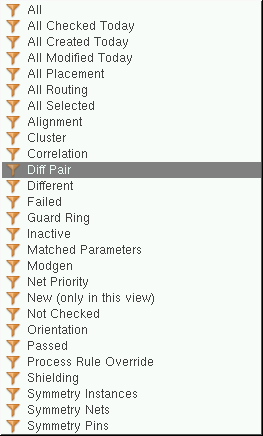 All
All Checked Today
All Created Today
All Modified Today
All Placement
All Routing
All Selected
Alignment
Cluster
Correlation
Diff Pair
Different
Failed
Guard Ring
Inactive
Matched Parameters
Modgen
Net Priority
New (only in this view)
Not Checked
Orientation
Passed
Process Rule Override
Shielding
Symmetry Instances
Symmetry Nets
Symmetry Pins